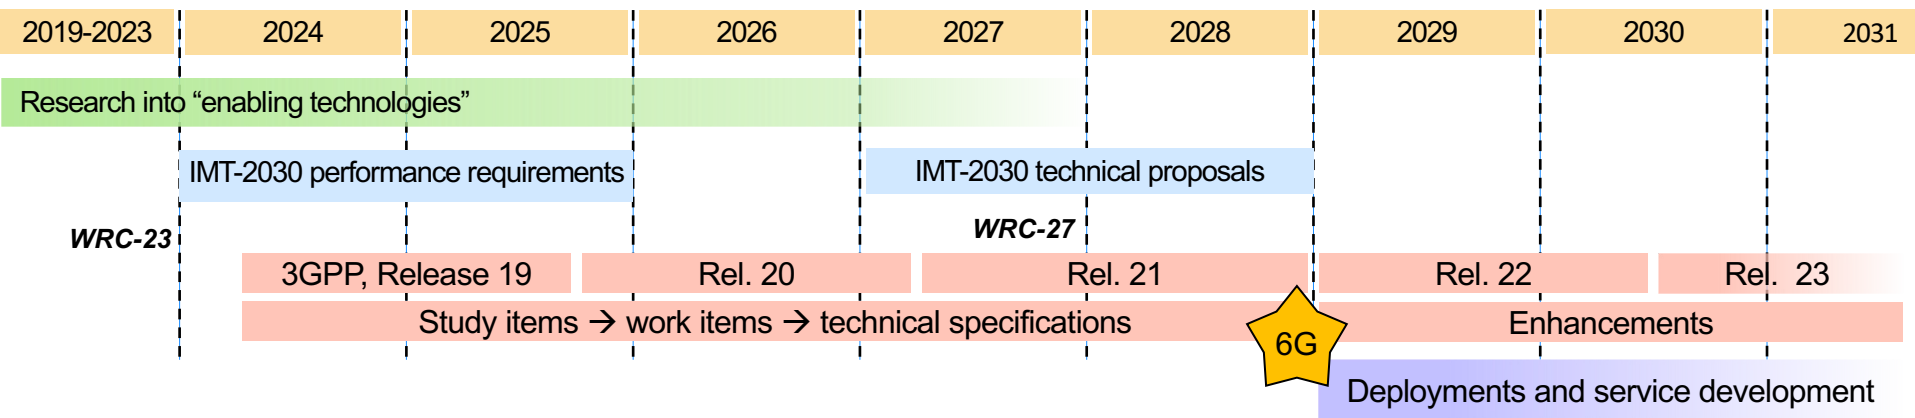 2019-2023 2024 2025 2026 2027 2028 2029 2030 2031
Research into “enabling technologies”
IMT-2030 performance requirements IMT-2030 technical proposals
WRC-23 WRC-27
3GPP, Release 19 Rel. 20 Rel. 21 Rel. 22 Rel. 23
Study items → work items → technical specifications Enhancements
6G
Deployments and service development